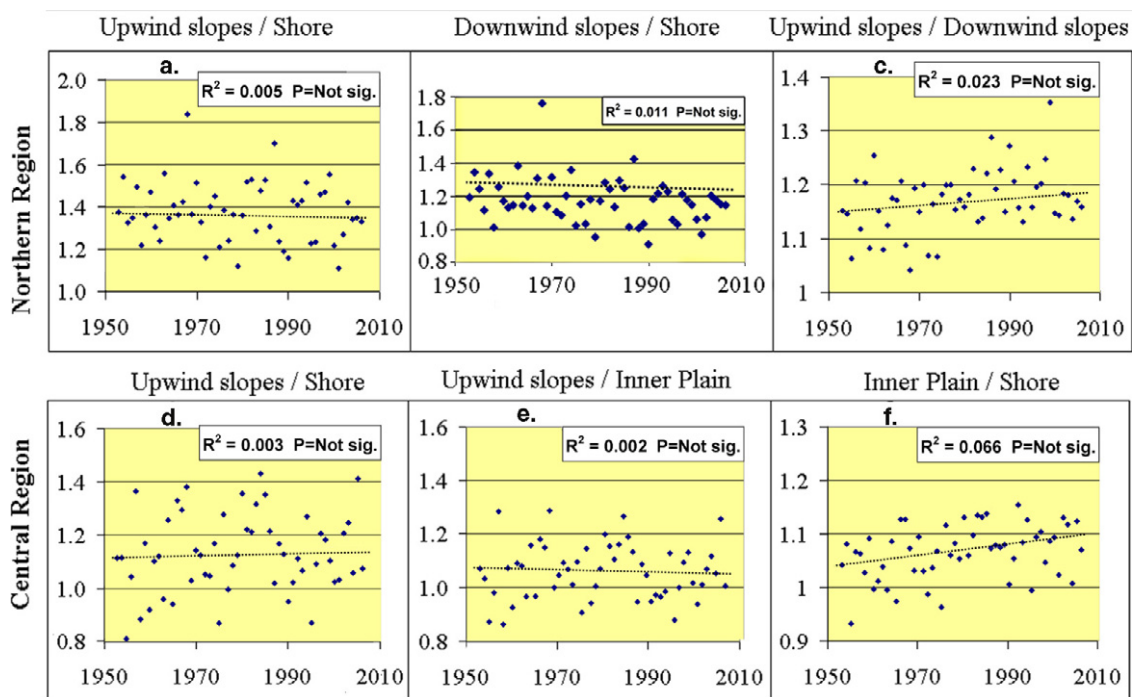 Upwind slopes / Shore
Downwind slopes / Shore
Upwind slopes / Downwind slopes
Northern Region
a.
R² = 0.005 P=Not sig.
2.0
1.8
1.6
1.4
1.2
1.0
1950
1970
1990
2010
R² = 0.011 P=Not sig.
1.8
1.6
1.4
1.2
1.0
0.8
1950
1970
1990
2010
c.
R² = 0.023 P=Not sig.
1.4
1.3
1.2
1.1
1
1950
1970
1990
2010
Upwind slopes / Shore
Upwind slopes / Inner Plain
Inner Plain / Shore
Central Region
d.
R² = 0.003 P=Not sig.
1.6
1.4
1.2
1.0
0.8
1950
1970
1990
2010
e.
R² = 0.002 P=Not sig.
1.6
1.4
1.2
1.0
0.8
1950
1970
1990
2010
f.
R² = 0.066 P=Not sig.
1.3
1.2
1.1
1
0.9
1950
1970
1990
2010